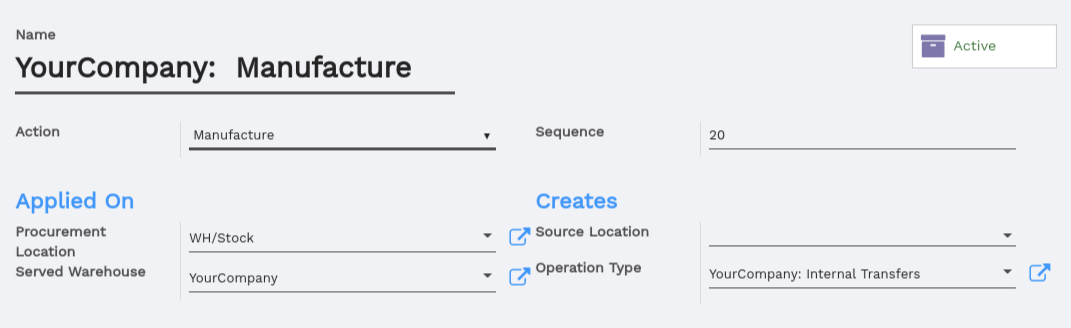 Name
YourCompany: Manufacture
Active
Action
Manufacture
Sequence
20
Applied On
Creates
Procurement
Location
WH/Stock
Source Location
Served Warehouse
YourCompany
Operation Type
YourCompany: Internal Transfers